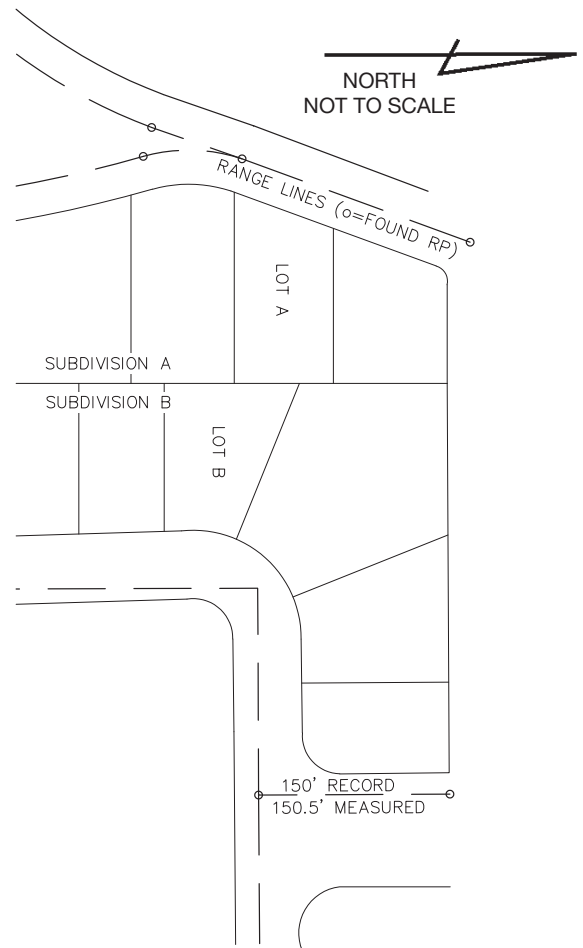 NORTH
NOT TO SCALE
RANGE LINES (o=FOUND RP)
LOT A
SUBDIVISION A
SUBDIVISION B
LOT B
150' RECORD
150.5' MEASURED